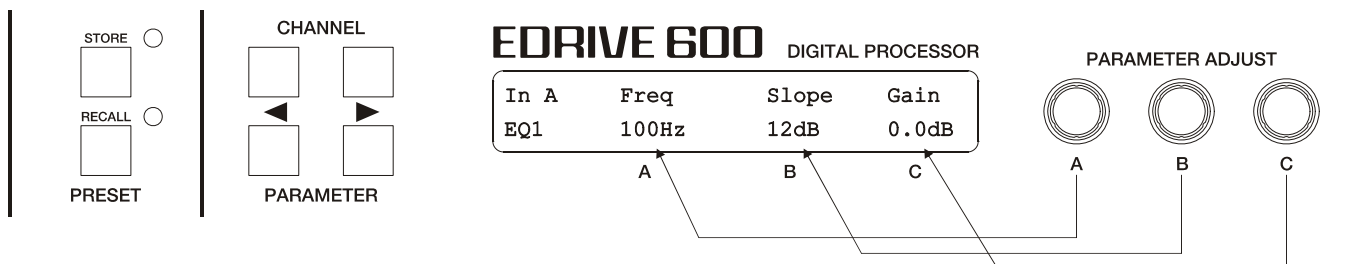 STORE
RECALL
PRESET
CHANNEL
PARAMETER
EDRIVE 600 DIGITAL PROCESSOR
In A Freq Slope Gain
EQ1 100Hz 12dB 0.0dB
A B C
PARAMETER ADJUST
A B C